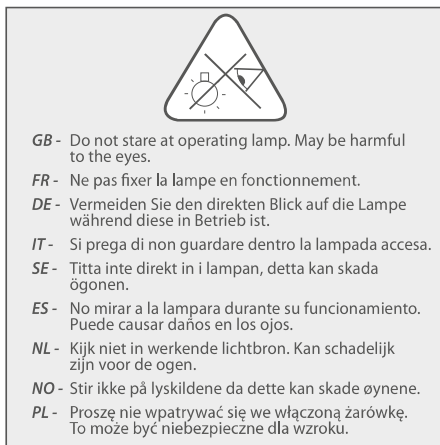 GB - Do not stare at operating lamp. May be harmful
to the eyes.
FR - Ne pas fixer la lampe en fonctionnement.
DE - Vermeiden Sie den direkten Blick auf die Lampe
während diese in Betrieb ist.
IT - Si prega di non guardare dentro la lampada accesa.
SE - Titta inte direkt in i lampan, detta kan skada
ögonen.
ES - No mirar a la lampara durante su funcionamiento.
Puede causar daños en los ojos.
NL - Kijk niet in werkende lichtbron. Kan schadelijk
zijn voor de ogen.
NO - Stir ikke på lyskildene da dette kan skade øynene.
PL - Proszę nie wpatrywać się we włączoną żarówkę.
To może być niebezpieczne dla wzroku.